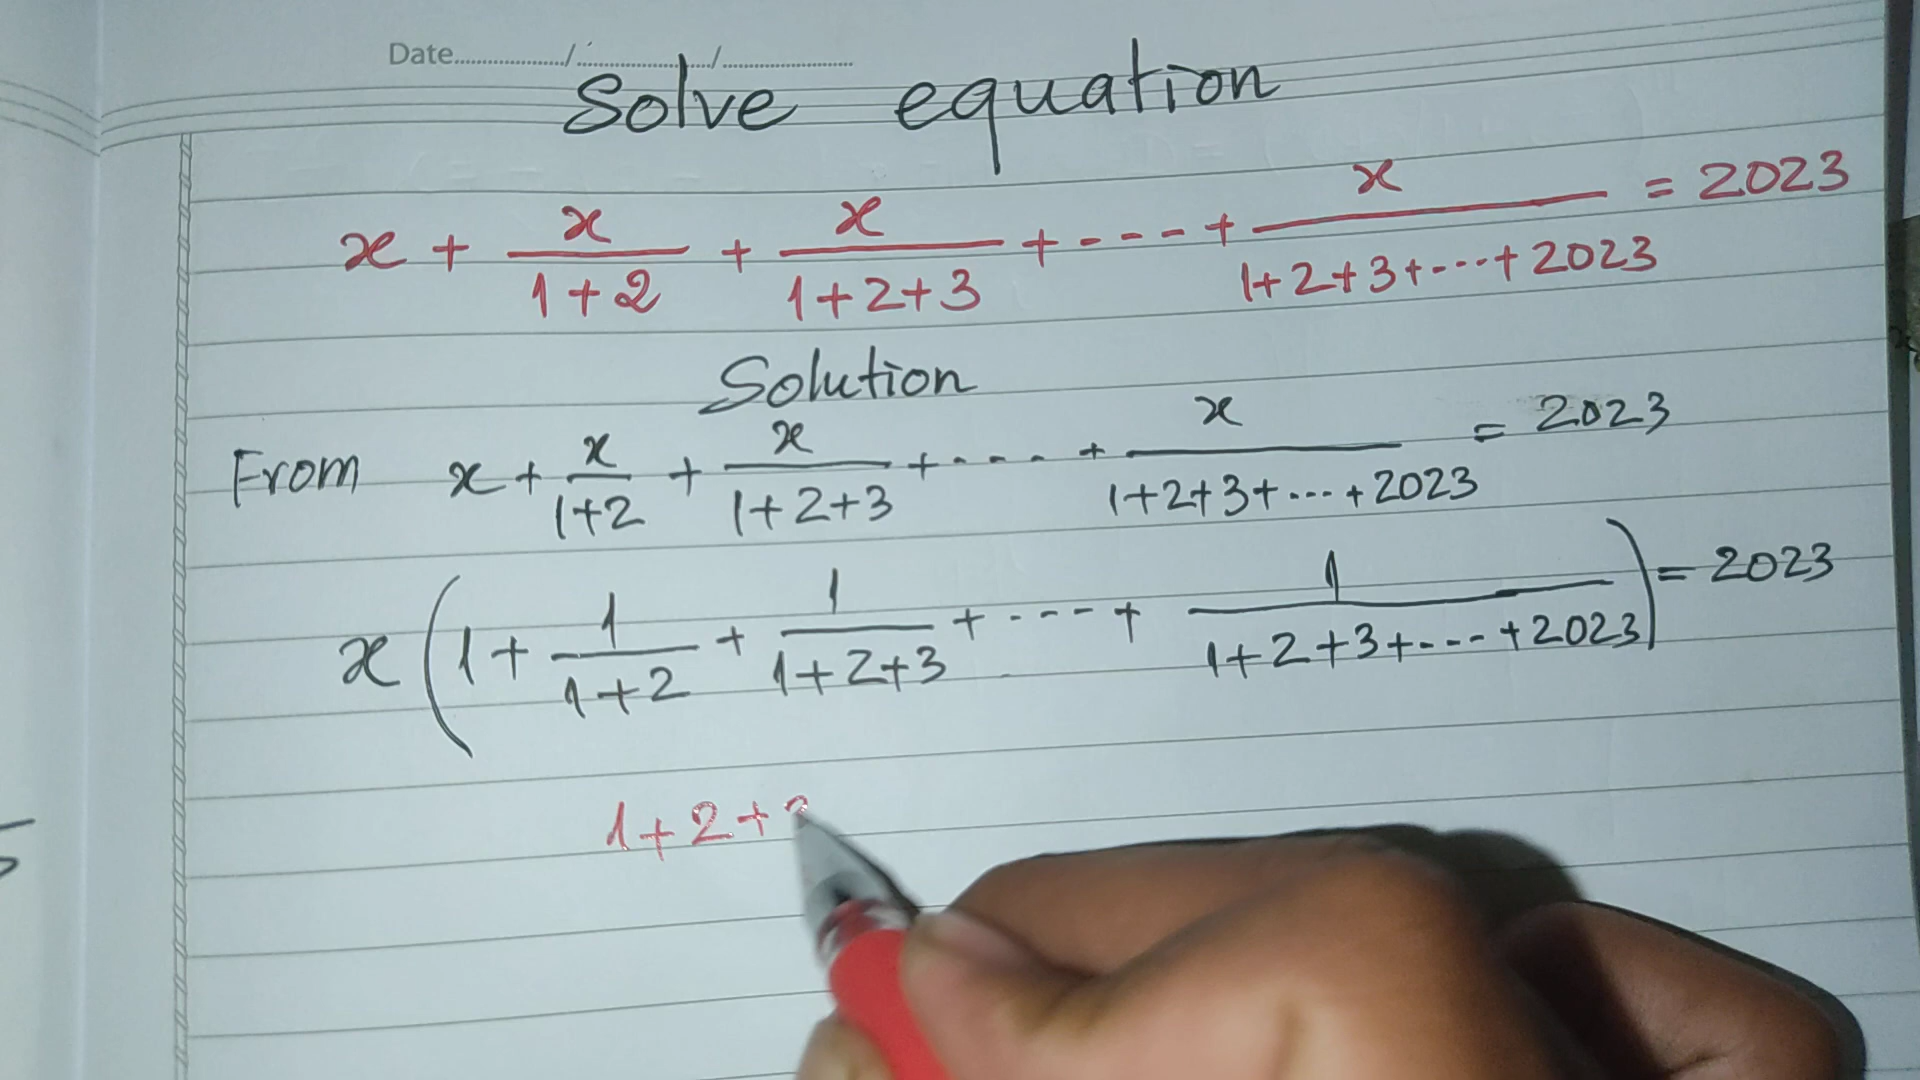 Date................../......................../........................
Solve equation
x + x/(1+2) + x/(1+2+3) + ---- + x/(1+2+3+---+2023) = 2023
Solution
From x + x/(1+2) + x/(1+2+3) + ---- + x/(1+2+3+...+2023) = 2023
x(1 + 1/(1+2) + 1/(1+2+3) + ---- + 1/(1+2+3+---+2023)) = 2023
1+2+